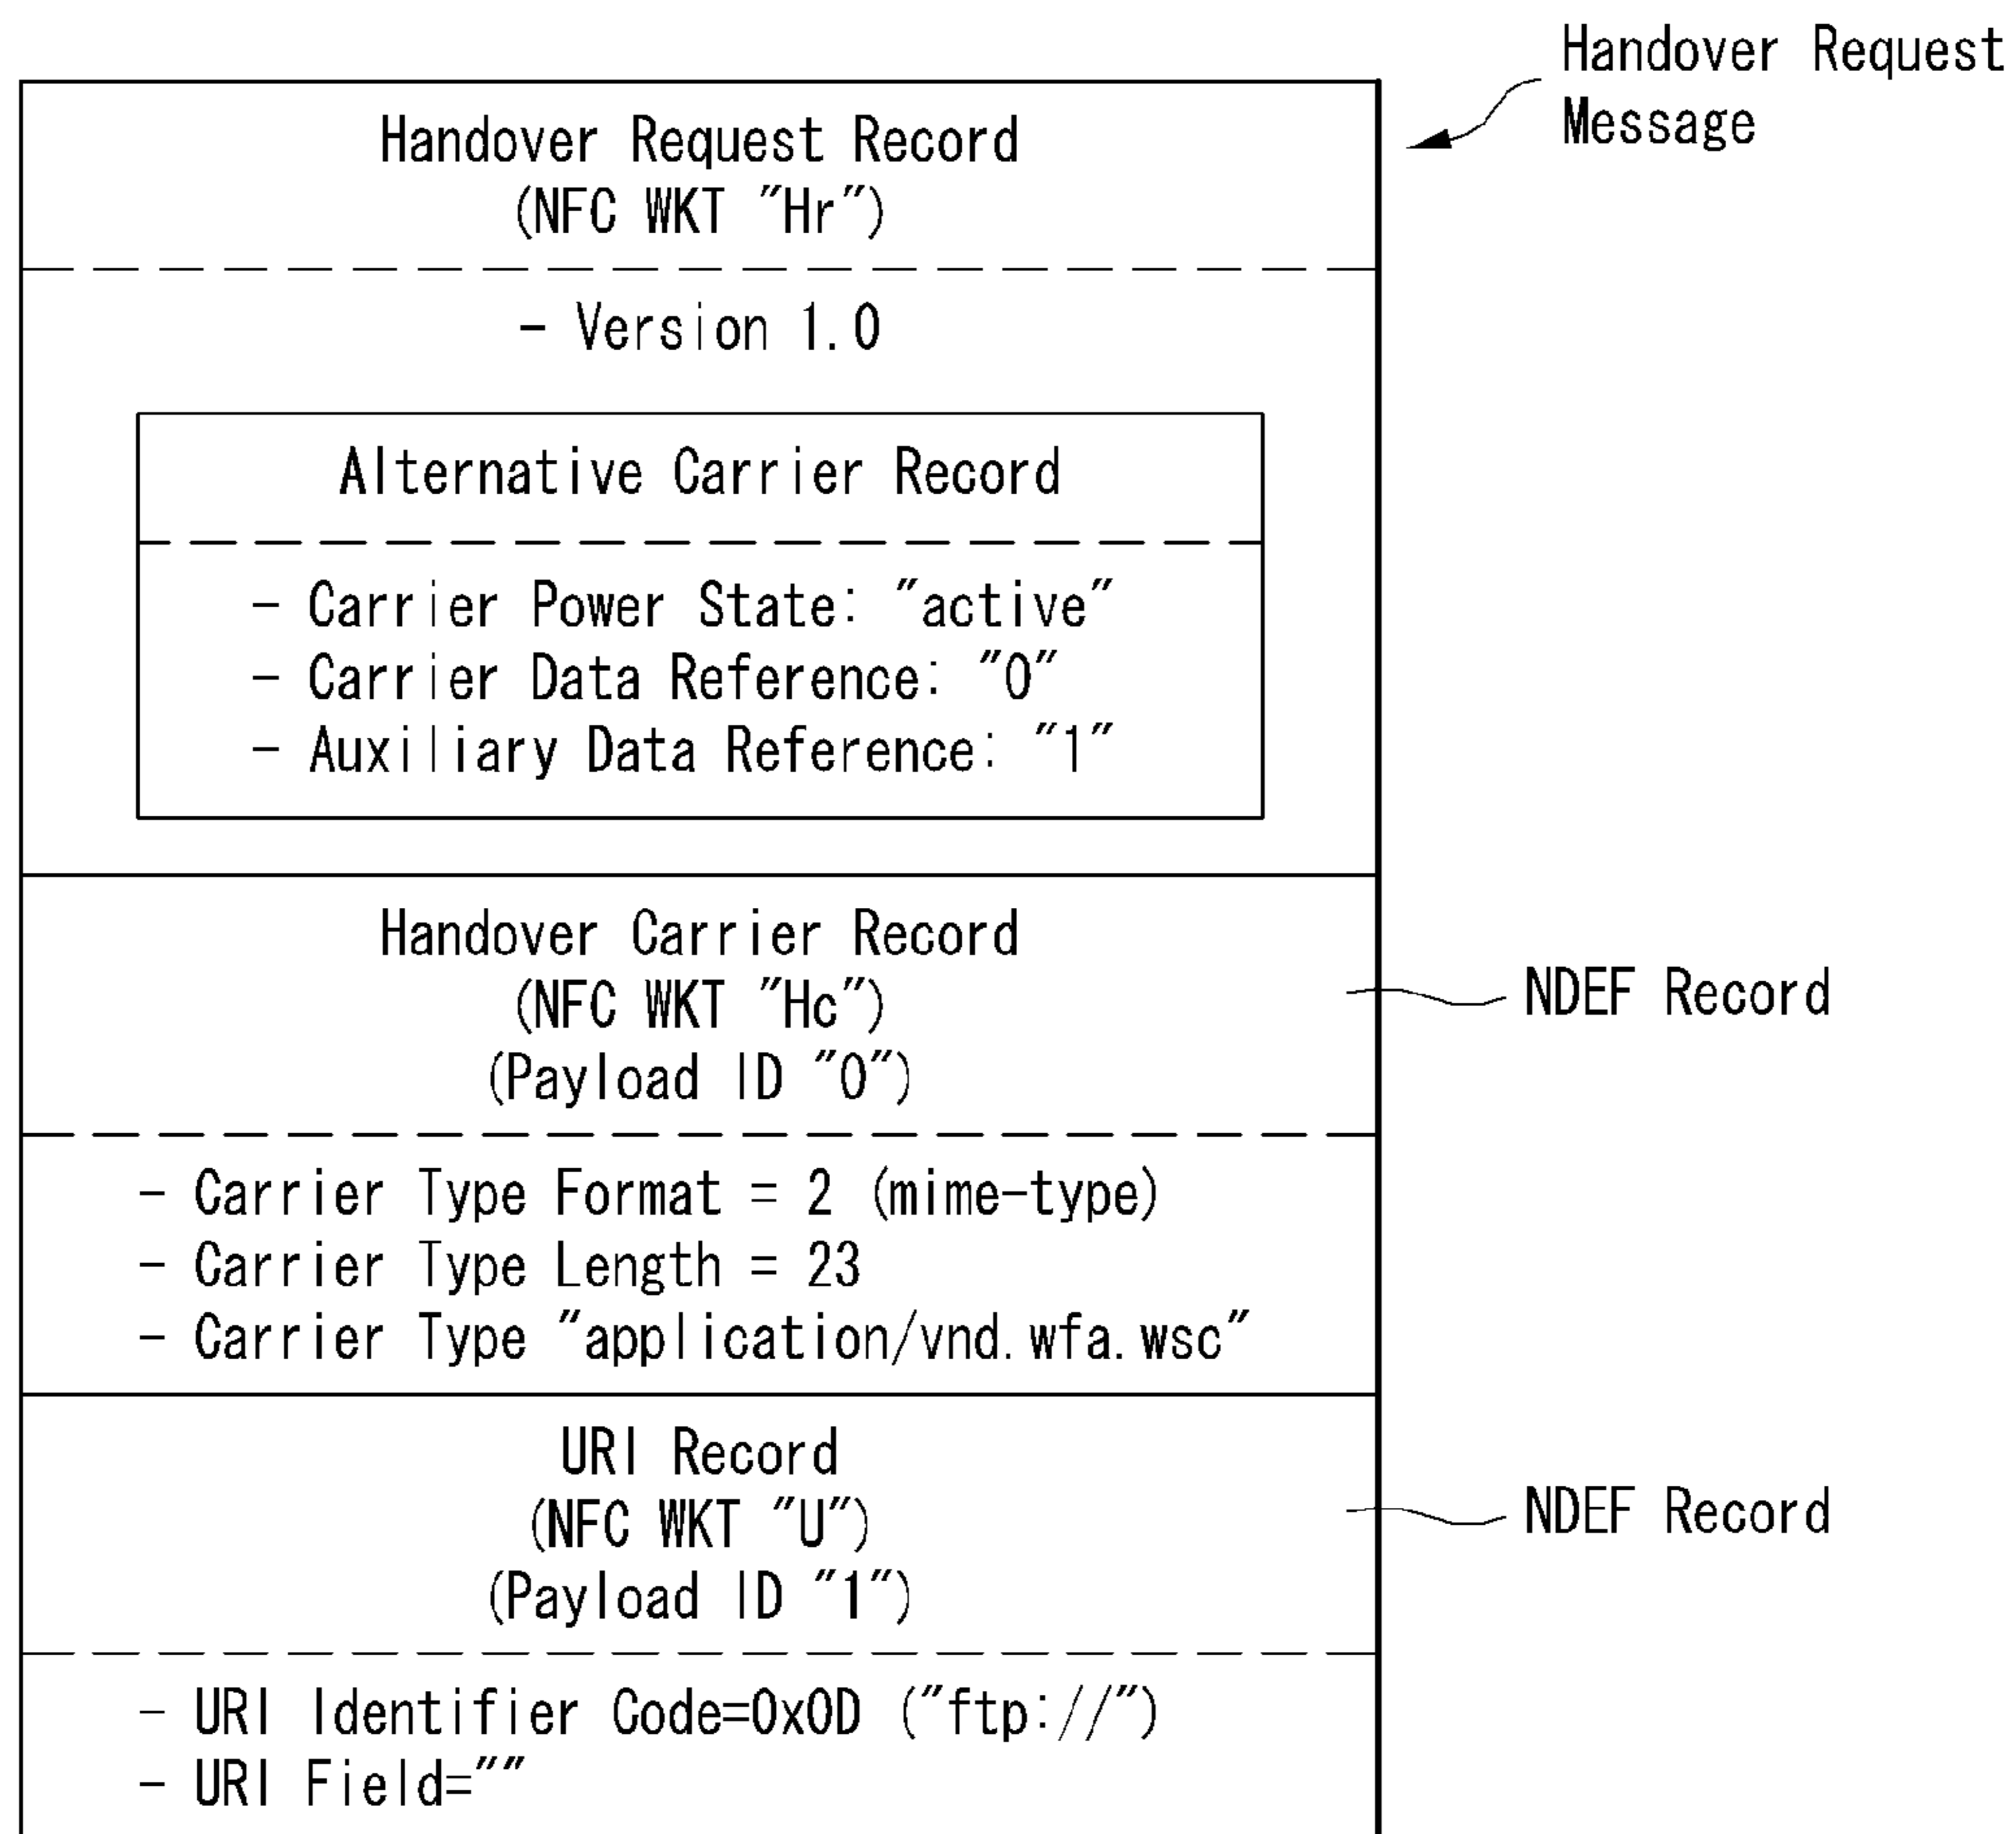 Handover Request
Message
Handover Request Record
(NFC WKT "Hr")
- Version 1.0
Alternative Carrier Record
- Carrier Power State: "active"
- Carrier Data Reference: "0"
- Auxiliary Data Reference: "1"
Handover Carrier Record
(NFC WKT "Hc")
(Payload ID "0")
NDEF Record
- Carrier Type Format = 2 (mime-type)
- Carrier Type Length = 23
- Carrier Type "application/vnd.wfa.wsc"
URI Record
(NFC WKT "U")
(Payload ID "1")
NDEF Record
- URI Identifier Code=0x0D ("ftp://")
- URI Field=""